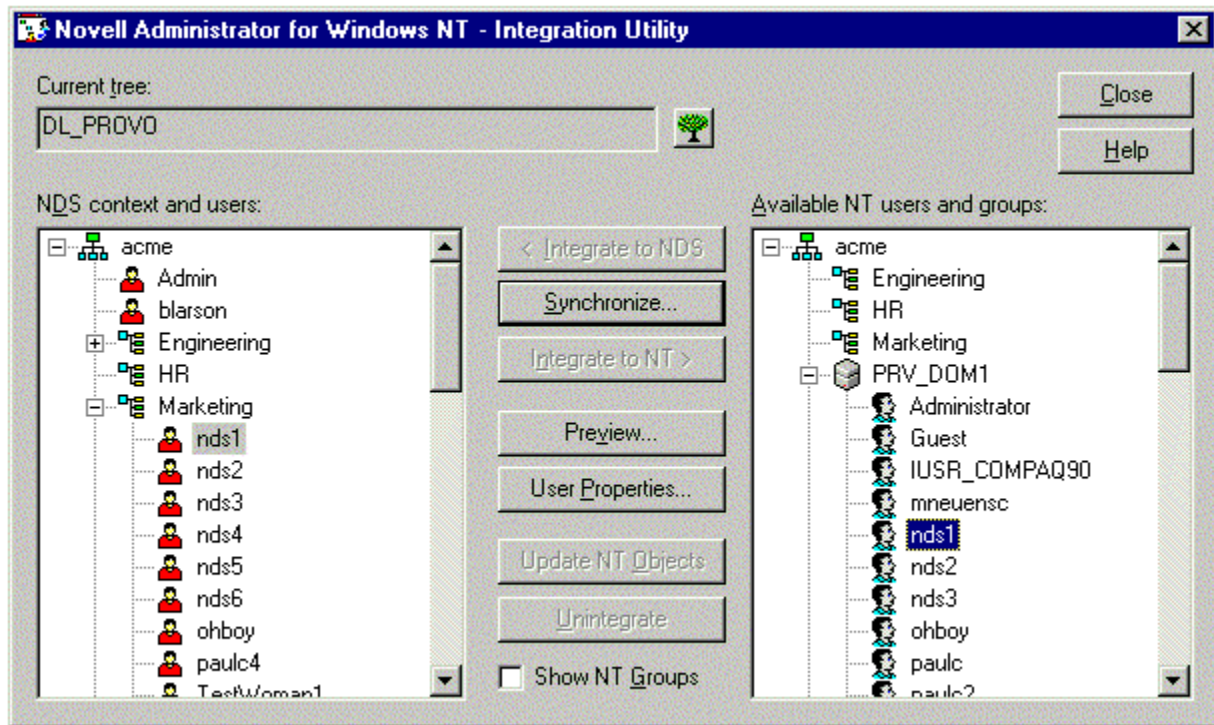 Novell Administrator for Windows NT - Integration Utility
Current tree:
DL_PROVO
Close
Help
NDS context and users:
acme
Admin
blarson
Engineering
HR
Marketing
nds1
nds2
nds3
nds4
nds5
nds6
ohboy
paulc4
TestWoman1
< Integrate to NDS
Synchronize...
Integrate to NT >
Preview...
User Properties...
Update NT Objects
Unintegrate
Show NT Groups
Available NT users and groups:
acme
Engineering
HR
Marketing
PRV_DOM1
Administrator
Guest
IUSR_COMPAQ90
mneuensc
nds1
nds2
nds3
ohboy
paulc
paulc2